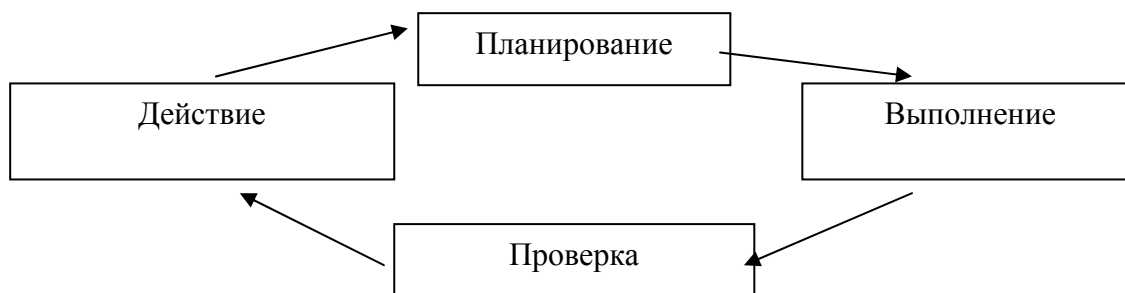 Планирование
Действие
Выполнение
Проверка